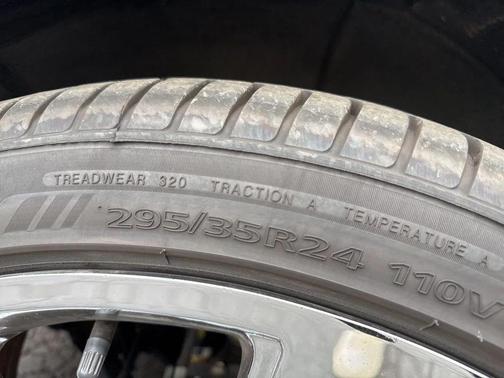 TREADWEAR 320 TRACTION A TEMPERATURE A
295/35R24 110V